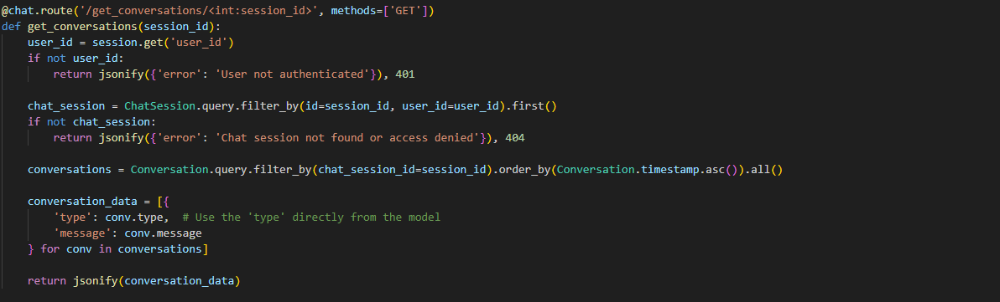 @chat.route('/get_conversations/<int:session_id>', methods=['GET'])
def get_conversations(session_id):
    user_id = session.get('user_id')
    if not user_id:
        return jsonify({'error': 'User not authenticated'}), 401

    chat_session = ChatSession.query.filter_by(id=session_id, user_id=user_id).first()
    if not chat_session:
        return jsonify({'error': 'Chat session not found or access denied'}), 404

    conversations = Conversation.query.filter_by(chat_session_id=session_id).order_by(Conversation.timestamp.asc()).all()

    conversation_data = [{
        'type': conv.type,  # Use the 'type' directly from the model
        'message': conv.message
    } for conv in conversations]

    return jsonify(conversation_data)